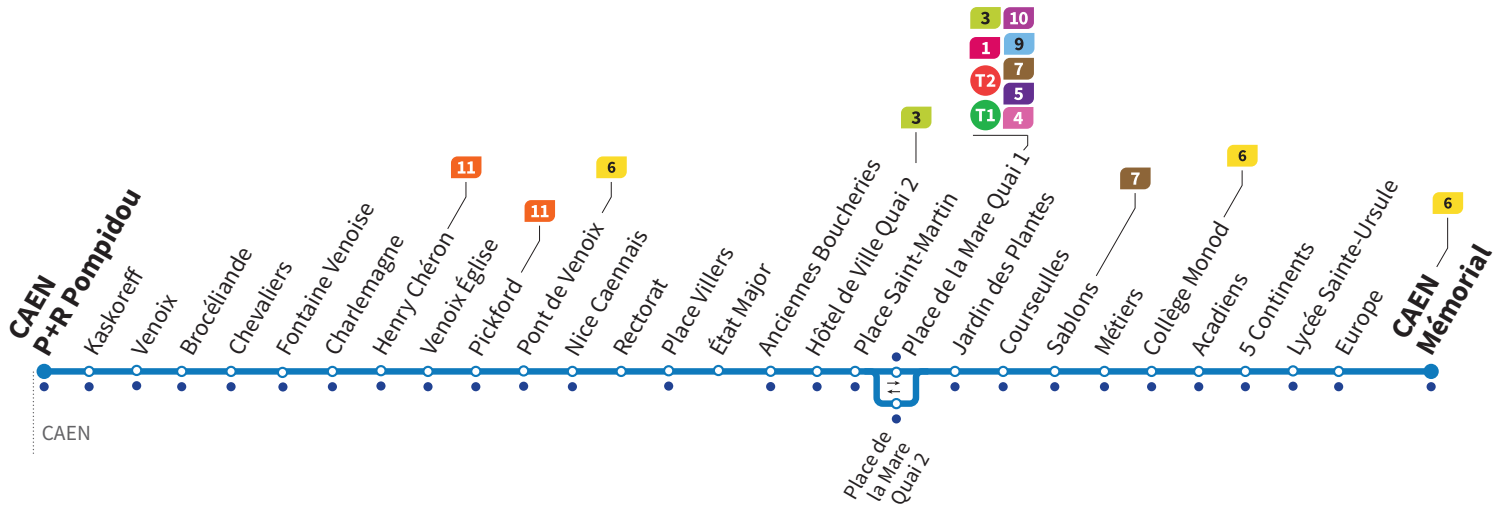 CAEN
P+R Pompidou
Kaskoreff
Venoix
Brocéliande
Chevaliers
Fontaine Venoise
Charlemagne
11
Henry Chéron
Venoix Église
11
Pickford
6
Pont de Venoix
Nice Caennais
Rectorat
Place Villers
État Major
Anciennes Boucheries
3
Hôtel de Ville Quai 2
Place Saint-Martin
3 10
1 9
T2 7
5
T1 4
Place de la Mare Quai 1
Jardin des Plantes
Courseulles
7
Sablons
Métiers
6
Collège Monod
Acadiens
5 Continents
Lycée Sainte-Ursule
Europe
6
CAEN
Mémorial
CAEN
Place de
la Mare
Quai 2